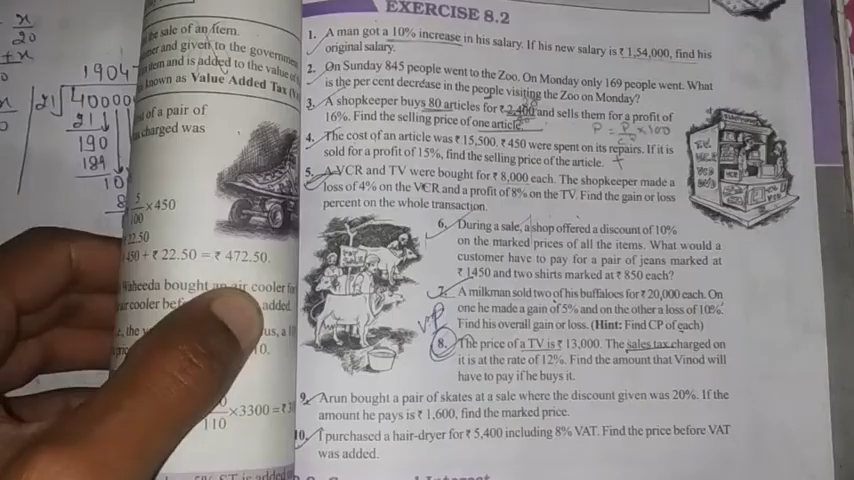 x
20
+x
1904
21 40000
21
190
189
10
8
the sale of an item.
and given to the government
item and is added to the value of
known as Value Added Tax
of a pair of
charged was
5
100
×450
22.50
450 + ₹ 22.50 = ₹ 472.50.
Waheeda bought an air cooler for
air cooler before added.
110
×3300 = ₹
EXERCISE 8.2
1. A man got a 10% increase in his salary. If his new salary is ₹ 1,54,000, find his
original salary.
2. On Sunday 845 people went to the Zoo. On Monday only 169 people went. What
is the per cent decrease in the people visiting the Zoo on Monday?
3. A shopkeeper buys 80 articles for ₹ 2,400 and sells them for a profit of
16%. Find the selling price of one article.
×100
4. The cost of an article was ₹ 15,500. ₹ 450 were spent on its repairs. If it is
sold for a profit of 15%, find the selling price of the article.
5. A VCR and TV were bought for ₹ 8,000 each. The shopkeeper made a
loss of 4% on the VCR and a profit of 8% on the TV. Find the gain or loss
percent on the whole transaction.
6. During a sale, a shop offered a discount of 10%
on the marked prices of all the items. What would a
customer have to pay for a pair of jeans marked at
₹ 1450 and two shirts marked at ₹ 850 each?
7. A milkman sold two of his buffaloes for ₹ 20,000 each. On
one he made a gain of 5% and on the other a loss of 10%.
Find his overall gain or loss. (Hint: Find CP of each)
8. The price of a TV is ₹ 13,000. The sales tax charged on
it is at the rate of 12%. Find the amount that Vinod will
have to pay if he buys it.
9. Arun bought a pair of skates at a sale where the discount given was 20%. If the
amount he pays is ₹ 1,600, find the marked price.
10. I purchased a hair-dryer for ₹ 5,400 including 8% VAT. Find the price before VAT
was added.